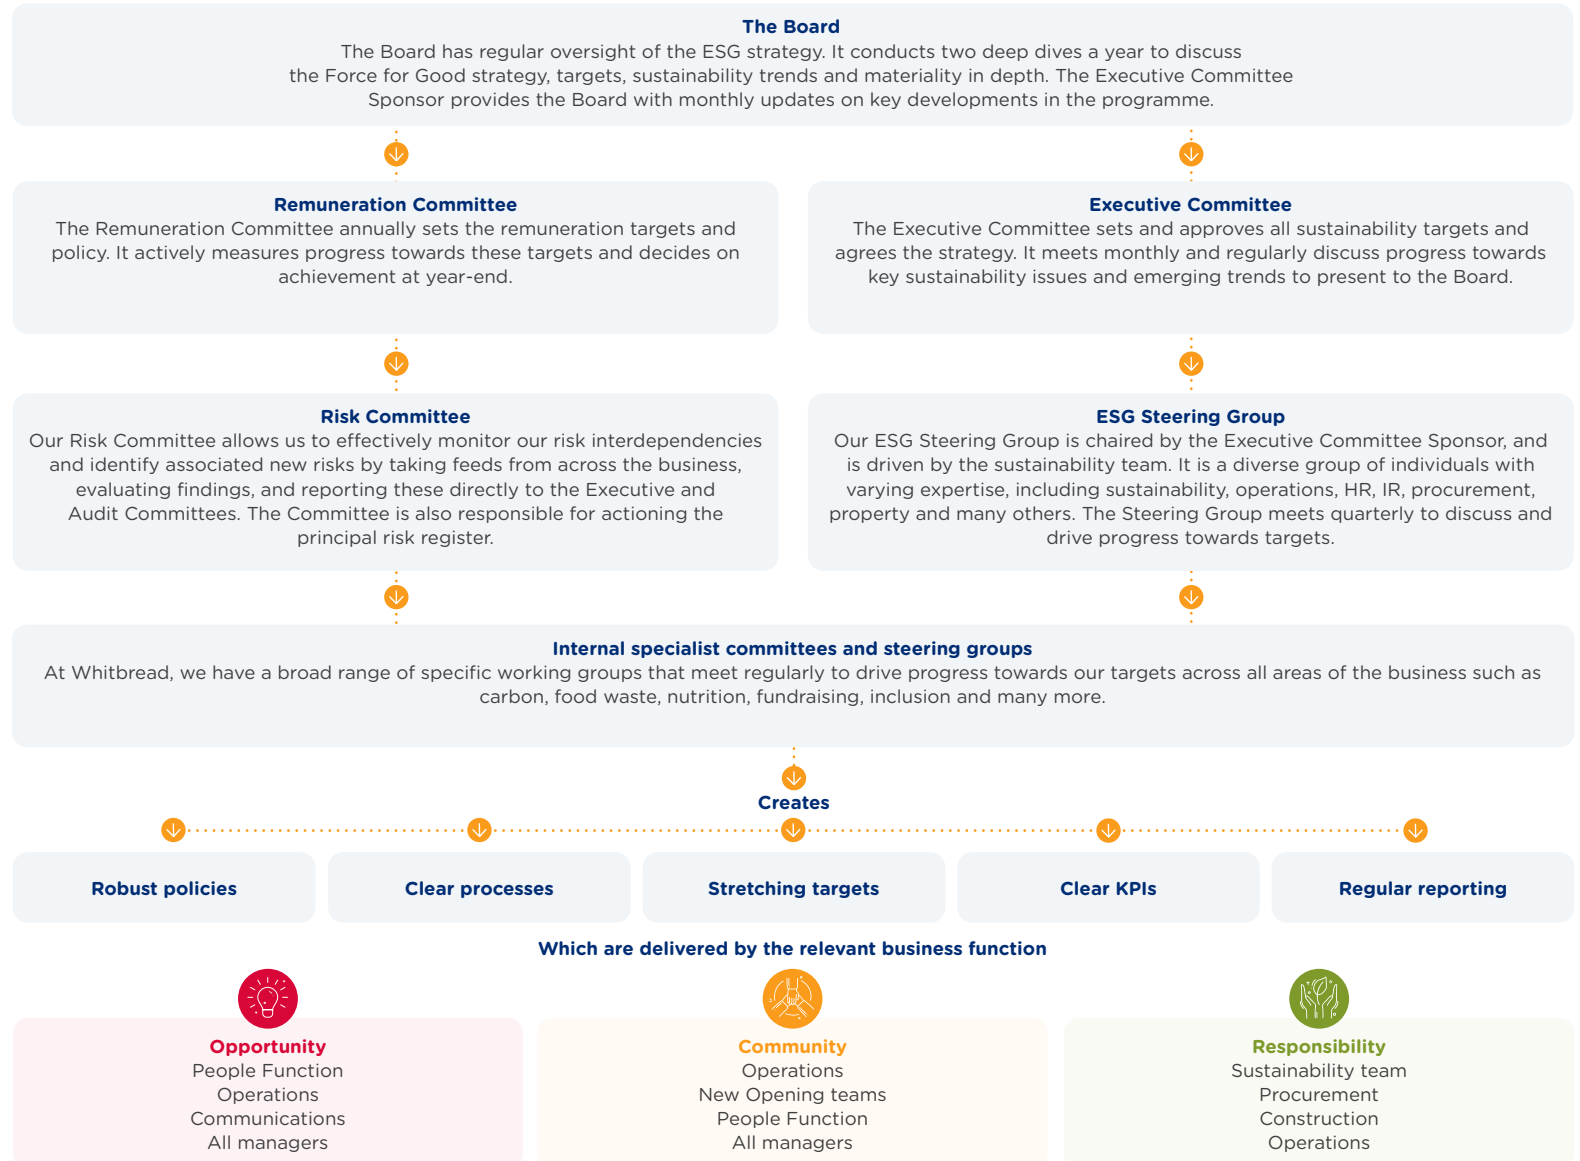 The Board
The Board has regular oversight of the ESG strategy. It conducts two deep dives a year to discuss
the Force for Good strategy, targets, sustainability trends and materiality in depth. The Executive Committee
Sponsor provides the Board with monthly updates on key developments in the programme.
Remuneration Committee
The Remuneration Committee annually sets the remuneration targets and
policy. It actively measures progress towards these targets and decides on
achievement at year-end.
Executive Committee
The Executive Committee sets and approves all sustainability targets and
agrees the strategy. It meets monthly and regularly discuss progress towards
key sustainability issues and emerging trends to present to the Board.
Risk Committee
Our Risk Committee allows us to effectively monitor our risk interdependencies
and identify associated new risks by taking feeds from across the business,
evaluating findings, and reporting these directly to the Executive and
Audit Committees. The Committee is also responsible for actioning the
principal risk register.
ESG Steering Group
Our ESG Steering Group is chaired by the Executive Committee Sponsor, and
is driven by the sustainability team. It is a diverse group of individuals with
varying expertise, including sustainability, operations, HR, IR, procurement,
property and many others. The Steering Group meets quarterly to discuss and
drive progress towards targets.
Internal specialist committees and steering groups
At Whitbread, we have a broad range of specific working groups that meet regularly to drive progress towards our targets across all areas of the business such as
carbon, food waste, nutrition, fundraising, inclusion and many more.
Creates
Robust policies
Clear processes
Stretching targets
Clear KPIs
Regular reporting
Which are delivered by the relevant business function
Opportunity
People Function
Operations
Communications
All managers
Community
Operations
New Opening teams
People Function
All managers
Responsibility
Sustainability team
Procurement
Construction
Operations